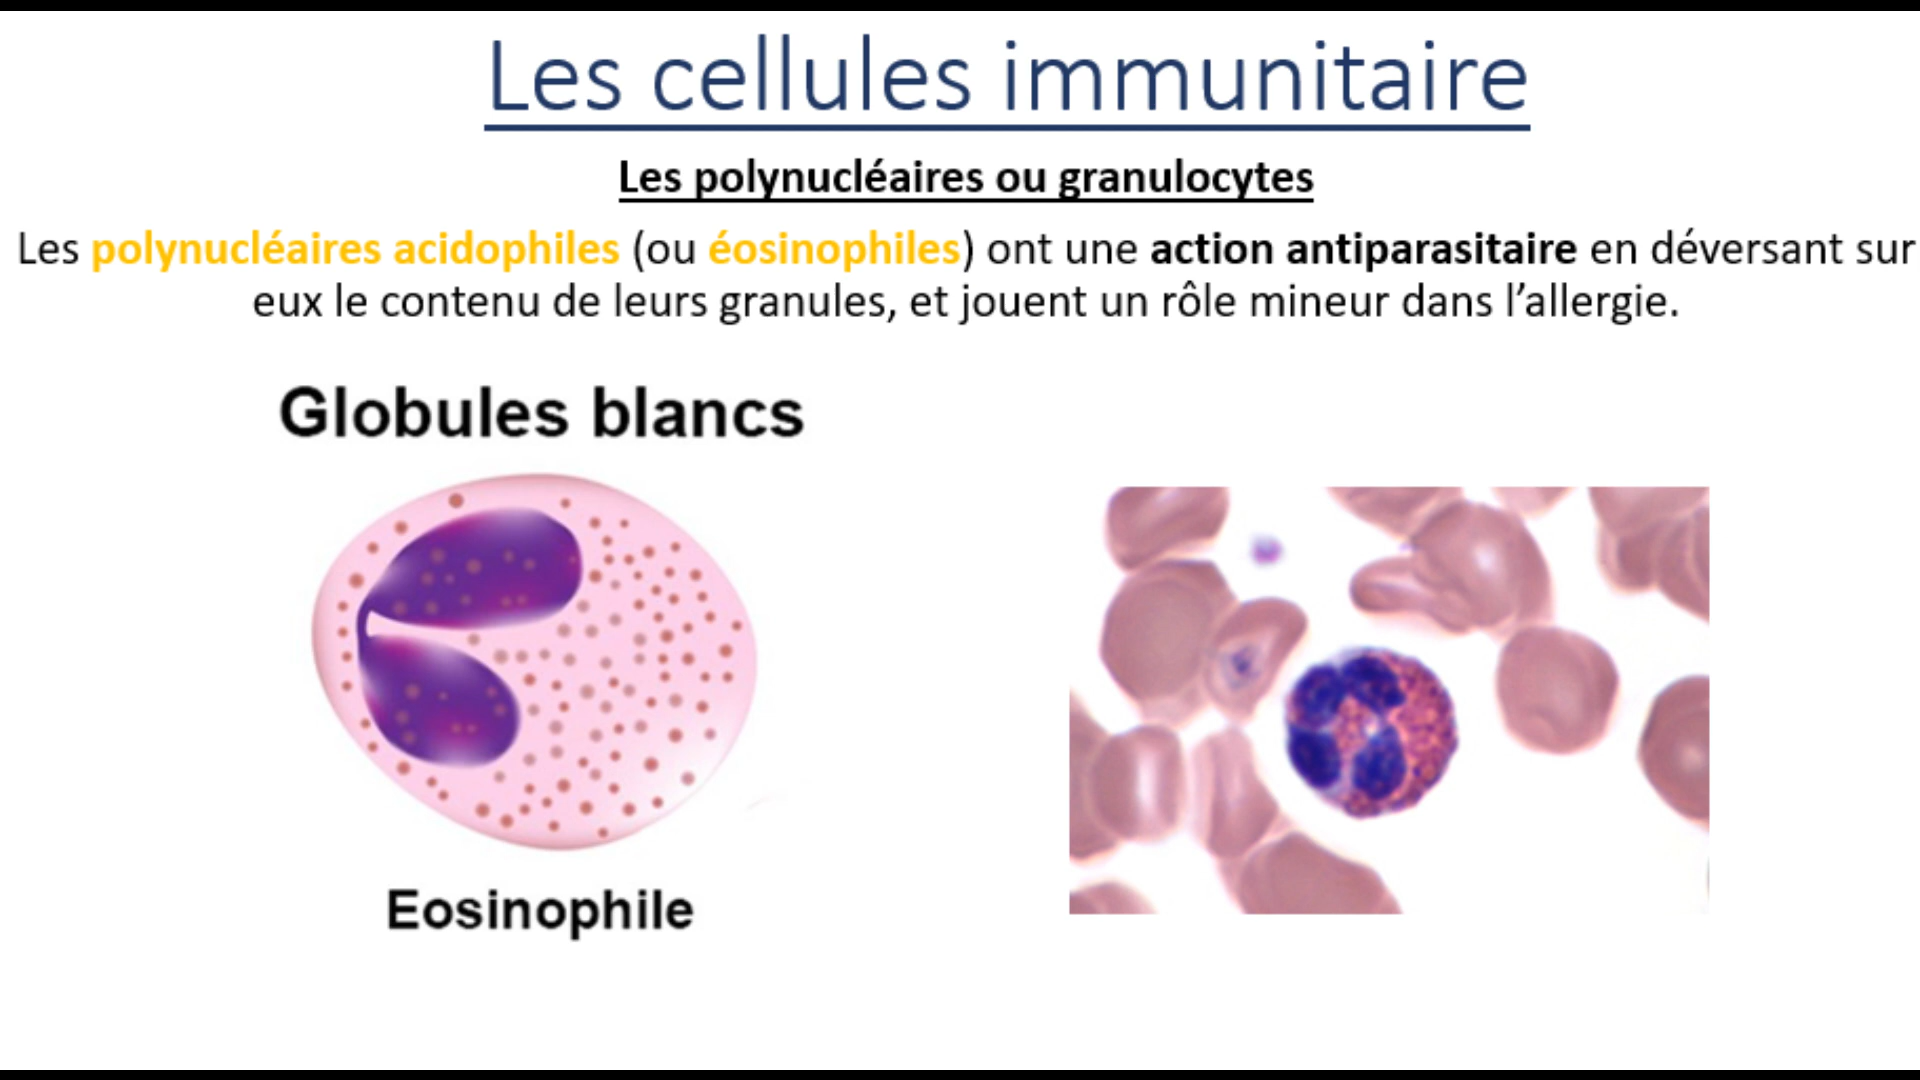 Les cellules immunitaire
Les polynucléaires ou granulocytes
Les polynucléaires acidophiles (ou éosinophiles) ont une action antiparasitaire en déversant sur
eux le contenu de leurs granules, et jouent un rôle mineur dans l’allergie.
Globules blancs
Eosinophile